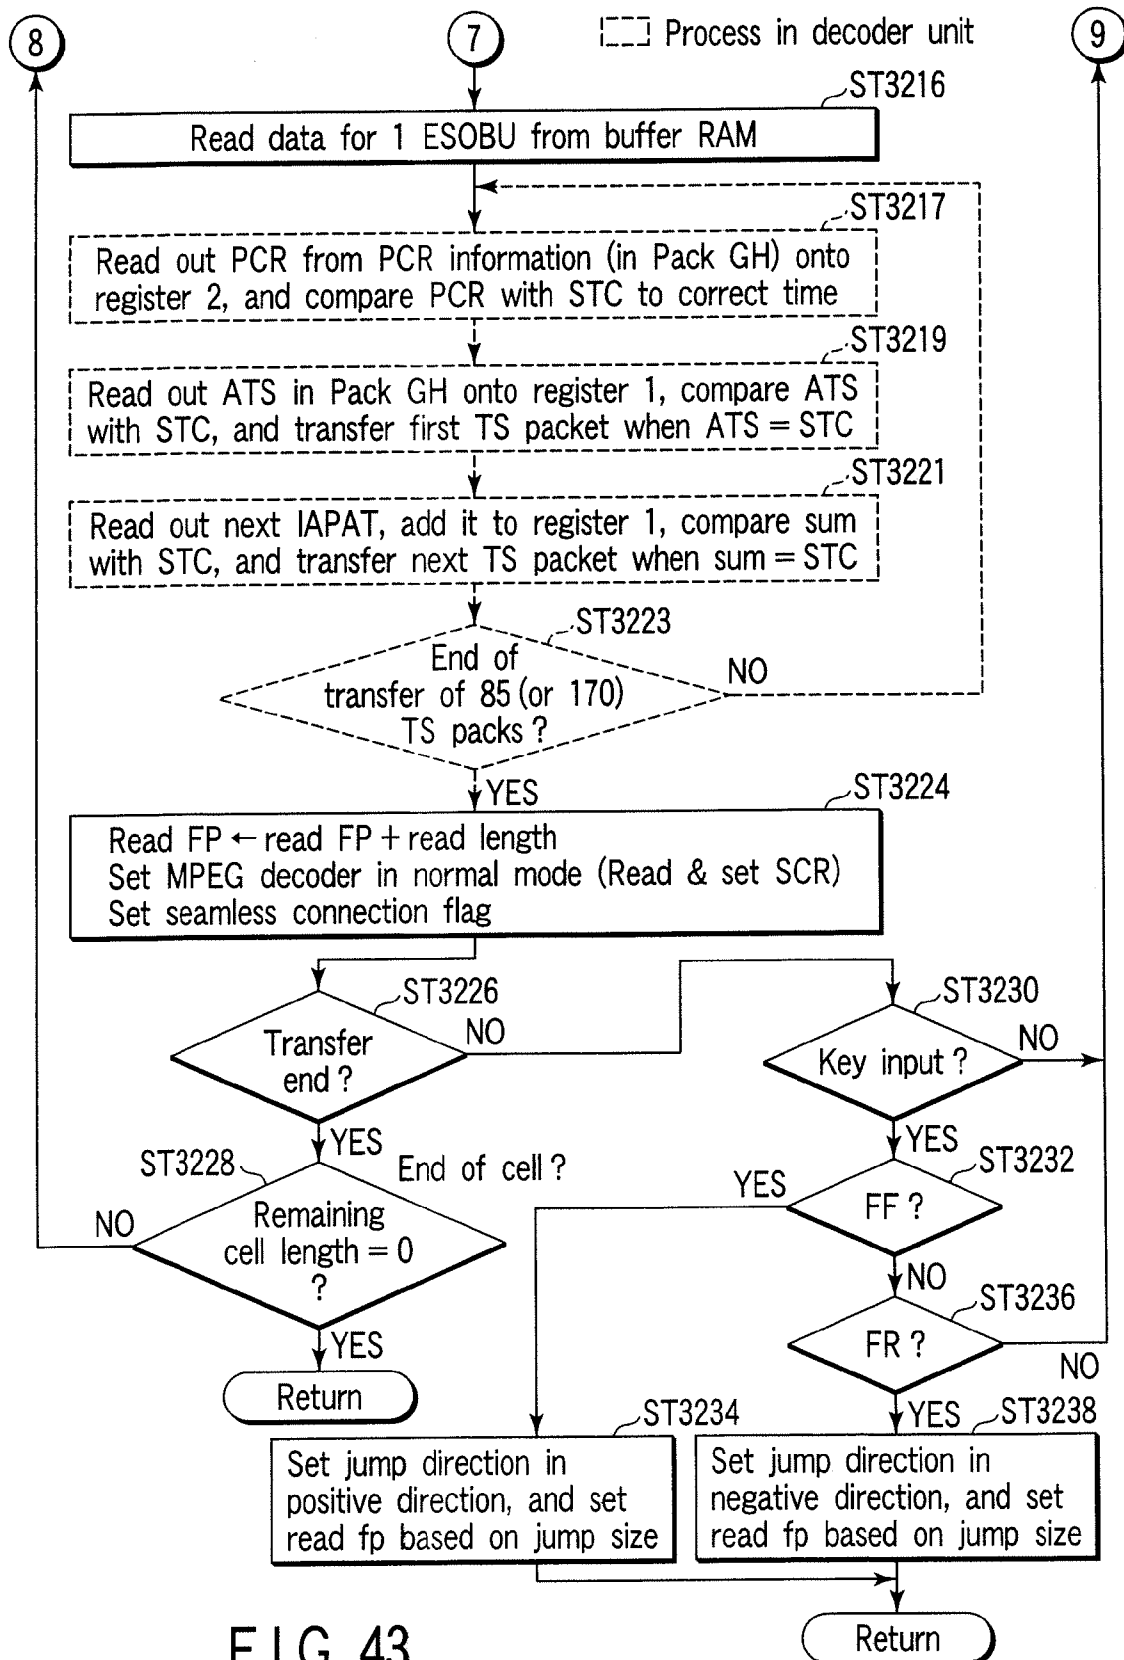 8
7
Process in decoder unit
9
ST3216
Read data for 1 ESOBU from buffer RAM
ST3217
Read out PCR from PCR information (in Pack GH) onto
register 2, and compare PCR with STC to correct time
ST3219
Read out ATS in Pack GH onto register 1, compare ATS
with STC, and transfer first TS packet when ATS = STC
ST3221
Read out next IAPAT, add it to register 1, compare sum
with STC, and transfer next TS packet when sum = STC
ST3223
End of
transfer of 85 (or 170)
TS packs ?
NO
YES
ST3224
Read FP ← read FP + read length
Set MPEG decoder in normal mode (Read & set SCR)
Set seamless connection flag
ST3226
Transfer
end ?
NO
YES
ST3230
Key input ?
NO
YES
ST3228
End of cell ?
Remaining
cell length = 0
?
NO
YES
Return
ST3232
FF ?
YES
NO
ST3236
FR ?
NO
YES
ST3234
Set jump direction in
positive direction, and set
read fp based on jump size
ST3238
Set jump direction in
negative direction, and set
read fp based on jump size
Return
FIG. 43